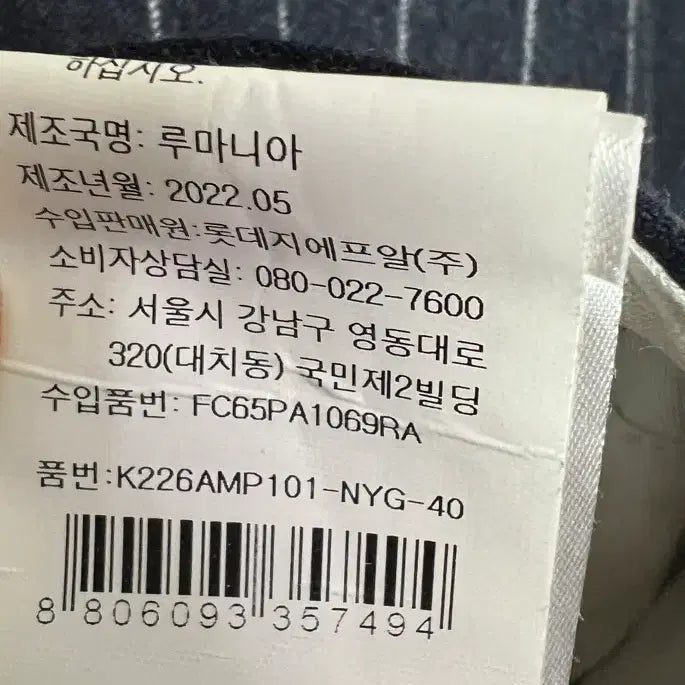 하십시오.
제조국명: 루마니아
제조년월: 2022.05
수입판매원:롯데지에프알(주)
소비자상담실: 080-022-7600
주소: 서울시 강남구 영동대로
320(대치동) 국민제2빌딩
수입품번: FC65PA1069RA
품번:K226AMP101-NYG-40
8 806093 357494